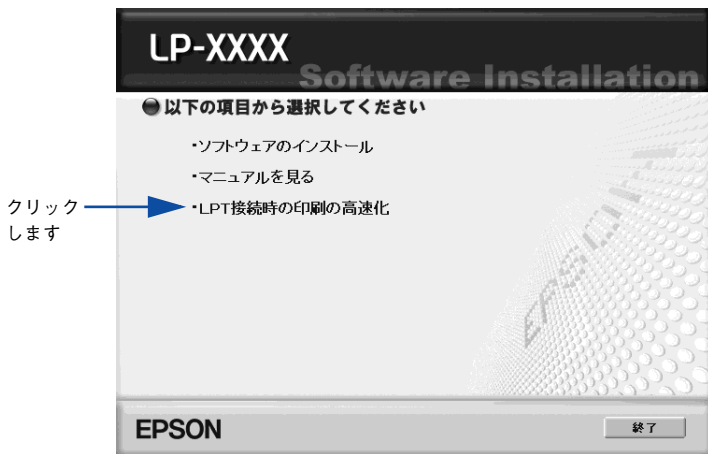 LP-XXXX
Software Installation
以下の項目から選択してください
・ソフトウェアのインストール
・マニュアルを見る
クリック
します
・LPT接続時の印刷の高速化
EPSON
EPSON
終了